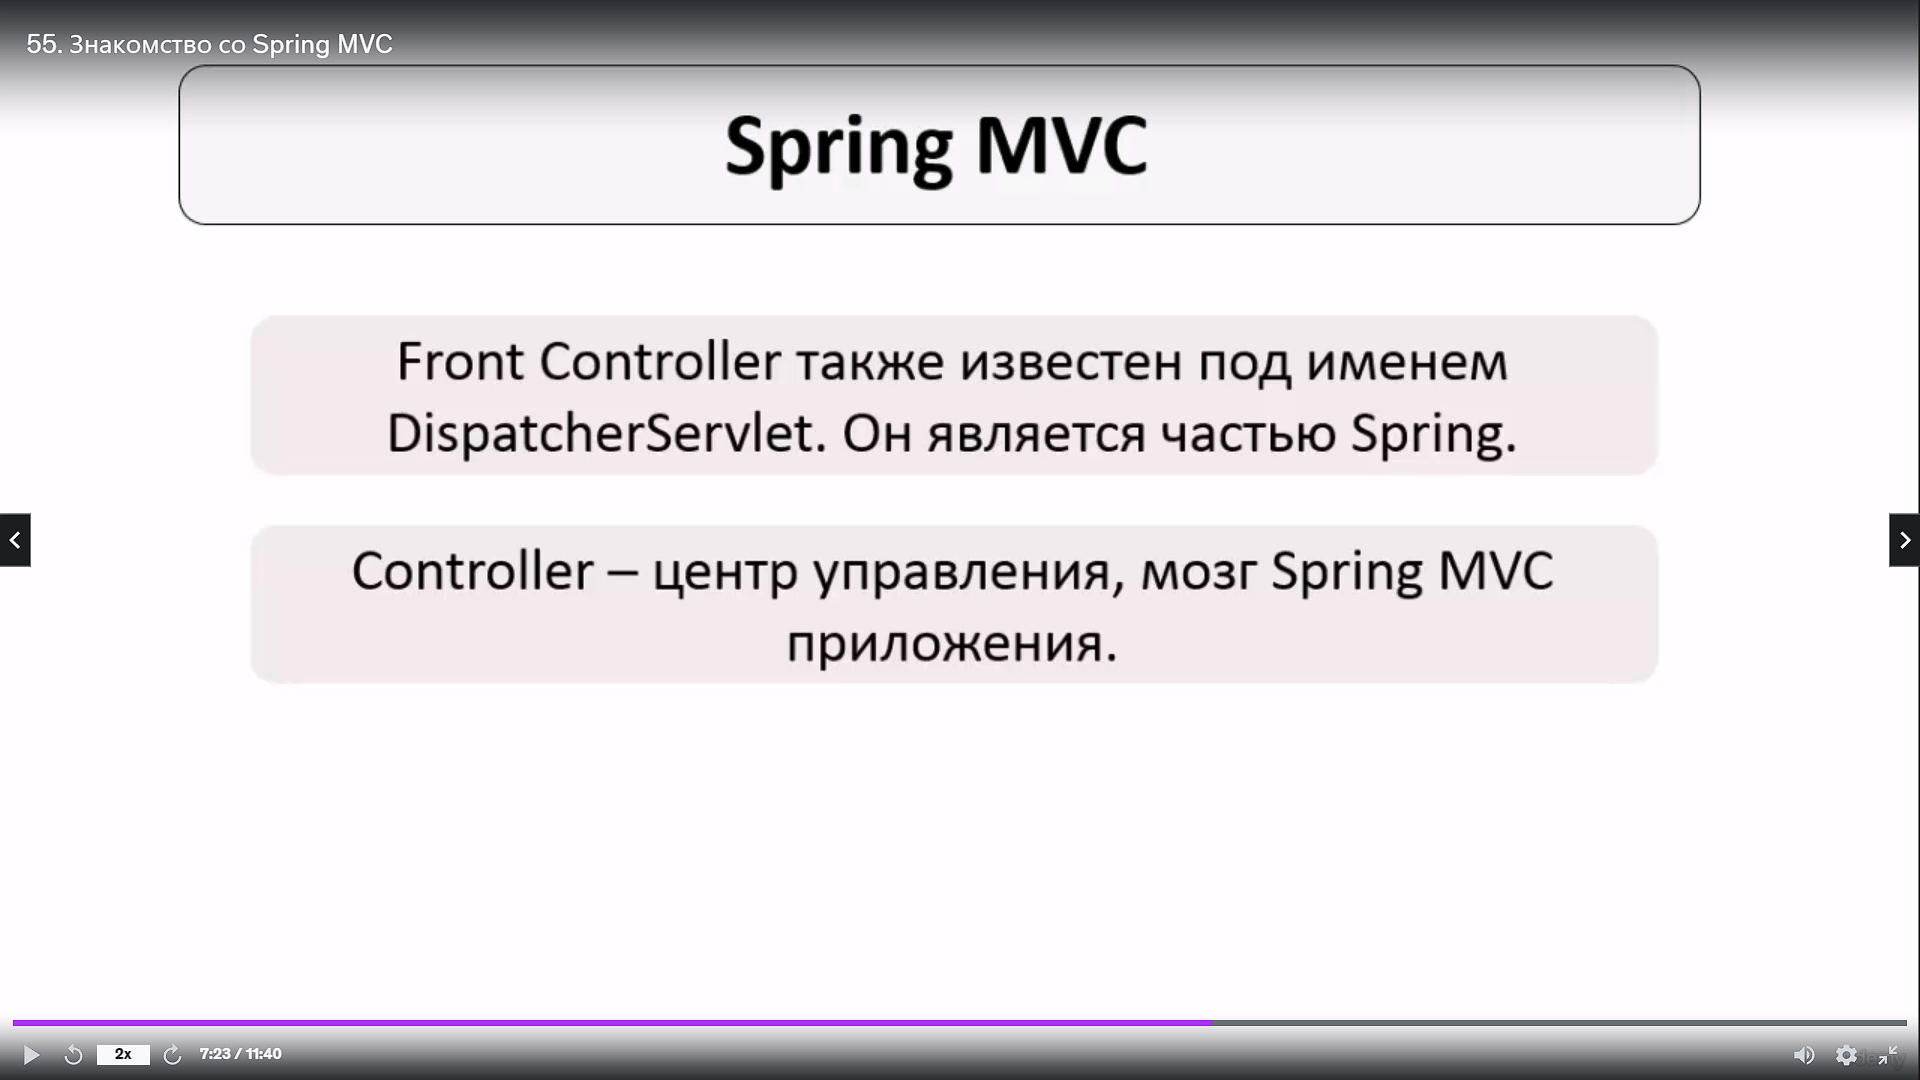 55. Знакомство со Spring MVC
Spring MVC
Front Controller также известен под именем
DispatcherServlet. Он является частью Spring.
Controller – центр управления, мозг Spring MVC
приложения.
2x
7:23 / 11:40